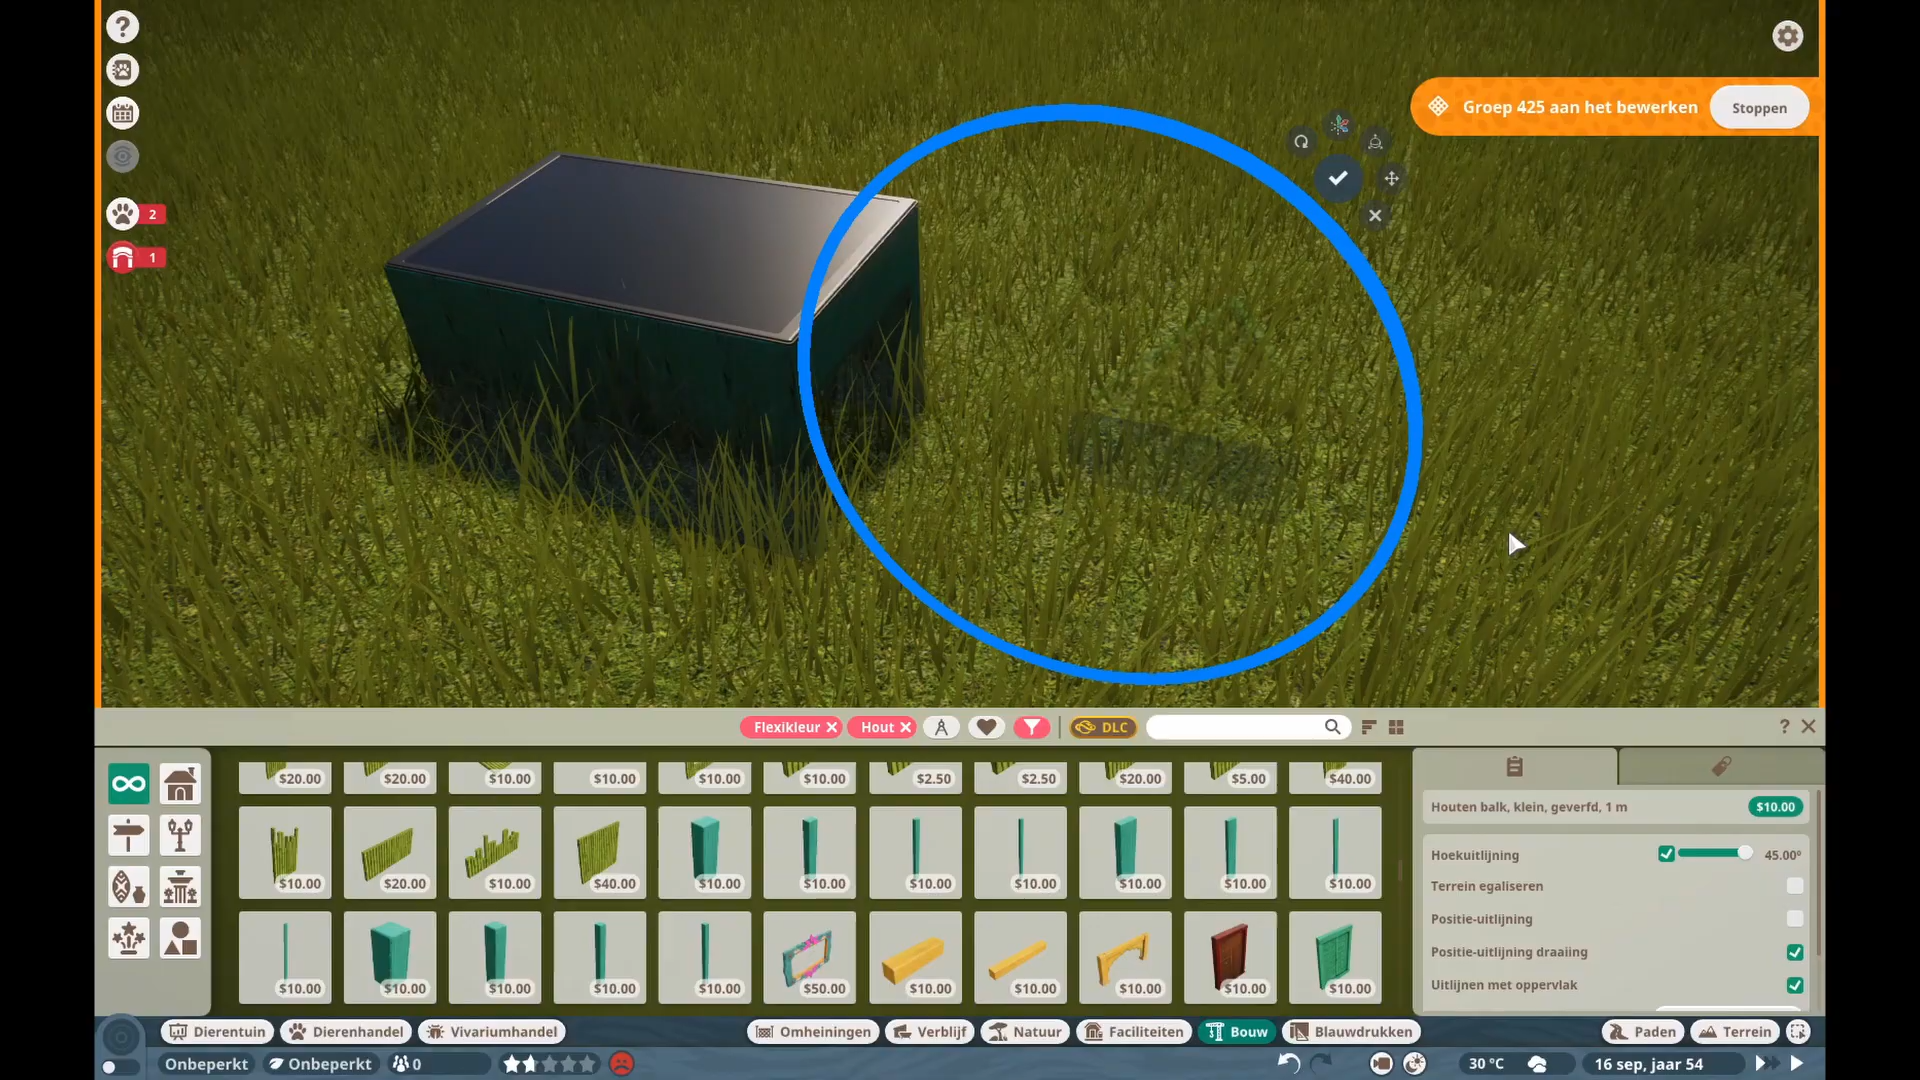 ?
Groep 425 aan het bewerken
Stoppen
2
1
Flexikleur
Hout
DLC
?
$20.00 $20.00 $10.00 $10.00 $10.00 $10.00 $2.50 $2.50 $20.00 $5.00 $40.00
$10.00 $20.00 $10.00 $40.00 $10.00 $10.00 $10.00 $10.00 $10.00 $10.00 $10.00
$10.00 $10.00 $10.00 $10.00 $10.00 $50.00 $10.00 $10.00 $10.00 $10.00 $10.00
Houten balk, klein, geverfd, 1 m $10.00
Hoekuitlijning 45.00°
Terrein egaliseren
Positie-uitlijning
Positie-uitlijning draaiing
Uitlijnen met oppervlak
Dierentuin Dierenhandel Vivariumhandel Omheiningen Verblijf Natuur Faciliteiten Bouw Blauwdrukken Paden Terrein
Onbeperkt Onbeperkt 0 30 °C 16 sep, jaar 54